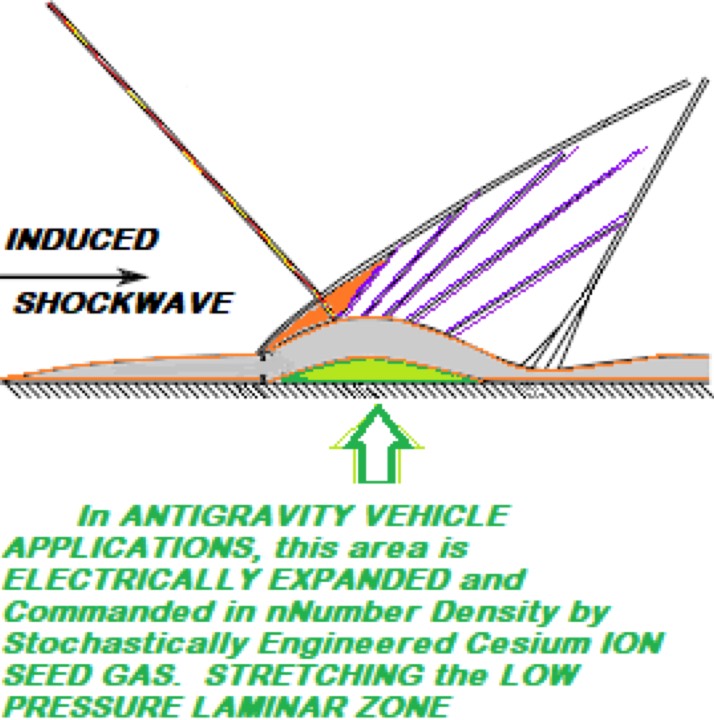 INDUCED
SHOCKWAVE
In ANTIGRAVITY VEHICLE
APPLICATIONS, this area is
ELECTRICALLY EXPANDED and
Commanded in nNumber Density by
Stochastically Engineered Cesium ION
SEED GAS. STRETCHING the LOW
PRESSURE LAMINAR ZONE